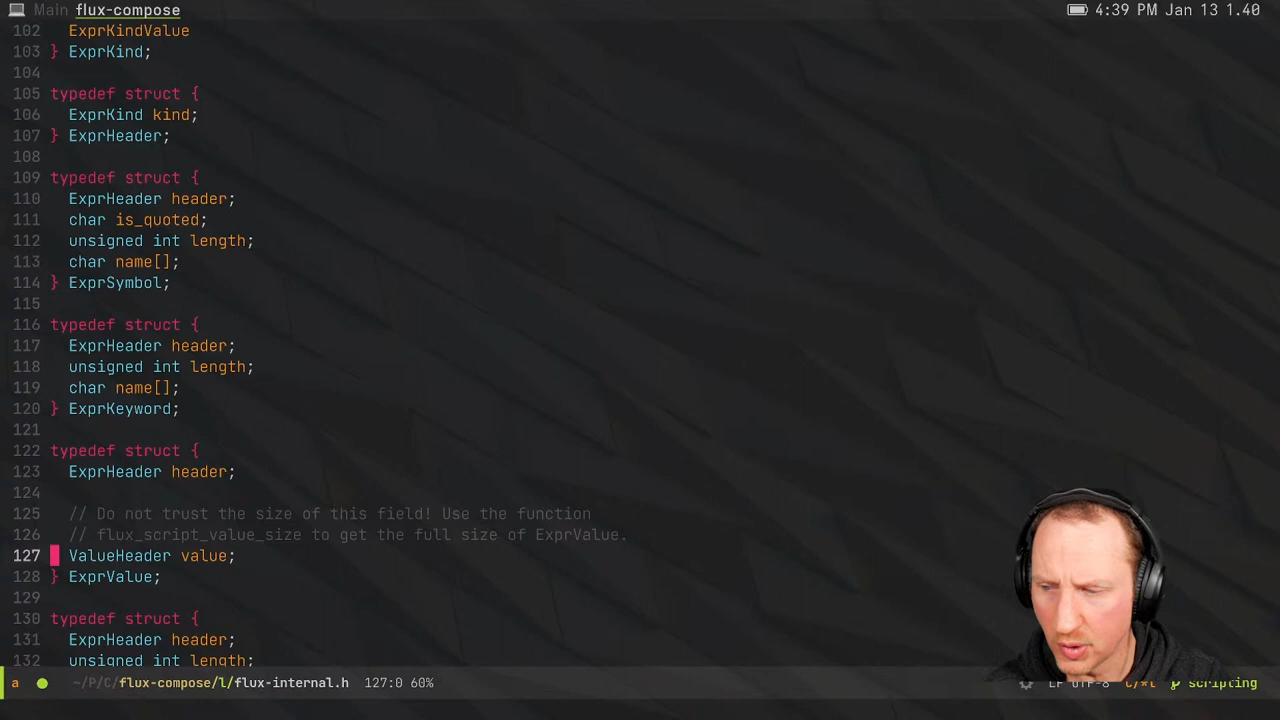 Main flux-compose 4:39 PM Jan 13 1.40
102 ExprKindValue
103 } ExprKind;
104
105 typedef struct {
106 ExprKind kind;
107 } ExprHeader;
108
109 typedef struct {
110 ExprHeader header;
111 char is_quoted;
112 unsigned int length;
113 char name[];
114 } ExprSymbol;
115
116 typedef struct {
117 ExprHeader header;
118 unsigned int length;
119 char name[];
120 } ExprKeyword;
121
122 typedef struct {
123 ExprHeader header;
124
125 // Do not trust the size of this field! Use the function
126 // flux_script_value_size to get the full size of ExprValue.
127 ValueHeader value;
128 } ExprValue;
129
130 typedef struct {
131 ExprHeader header;
132 unsigned int length;
a ~/P/C/flux-compose/l/flux-internal.h 127:0 60% LF UTF-8 scripting